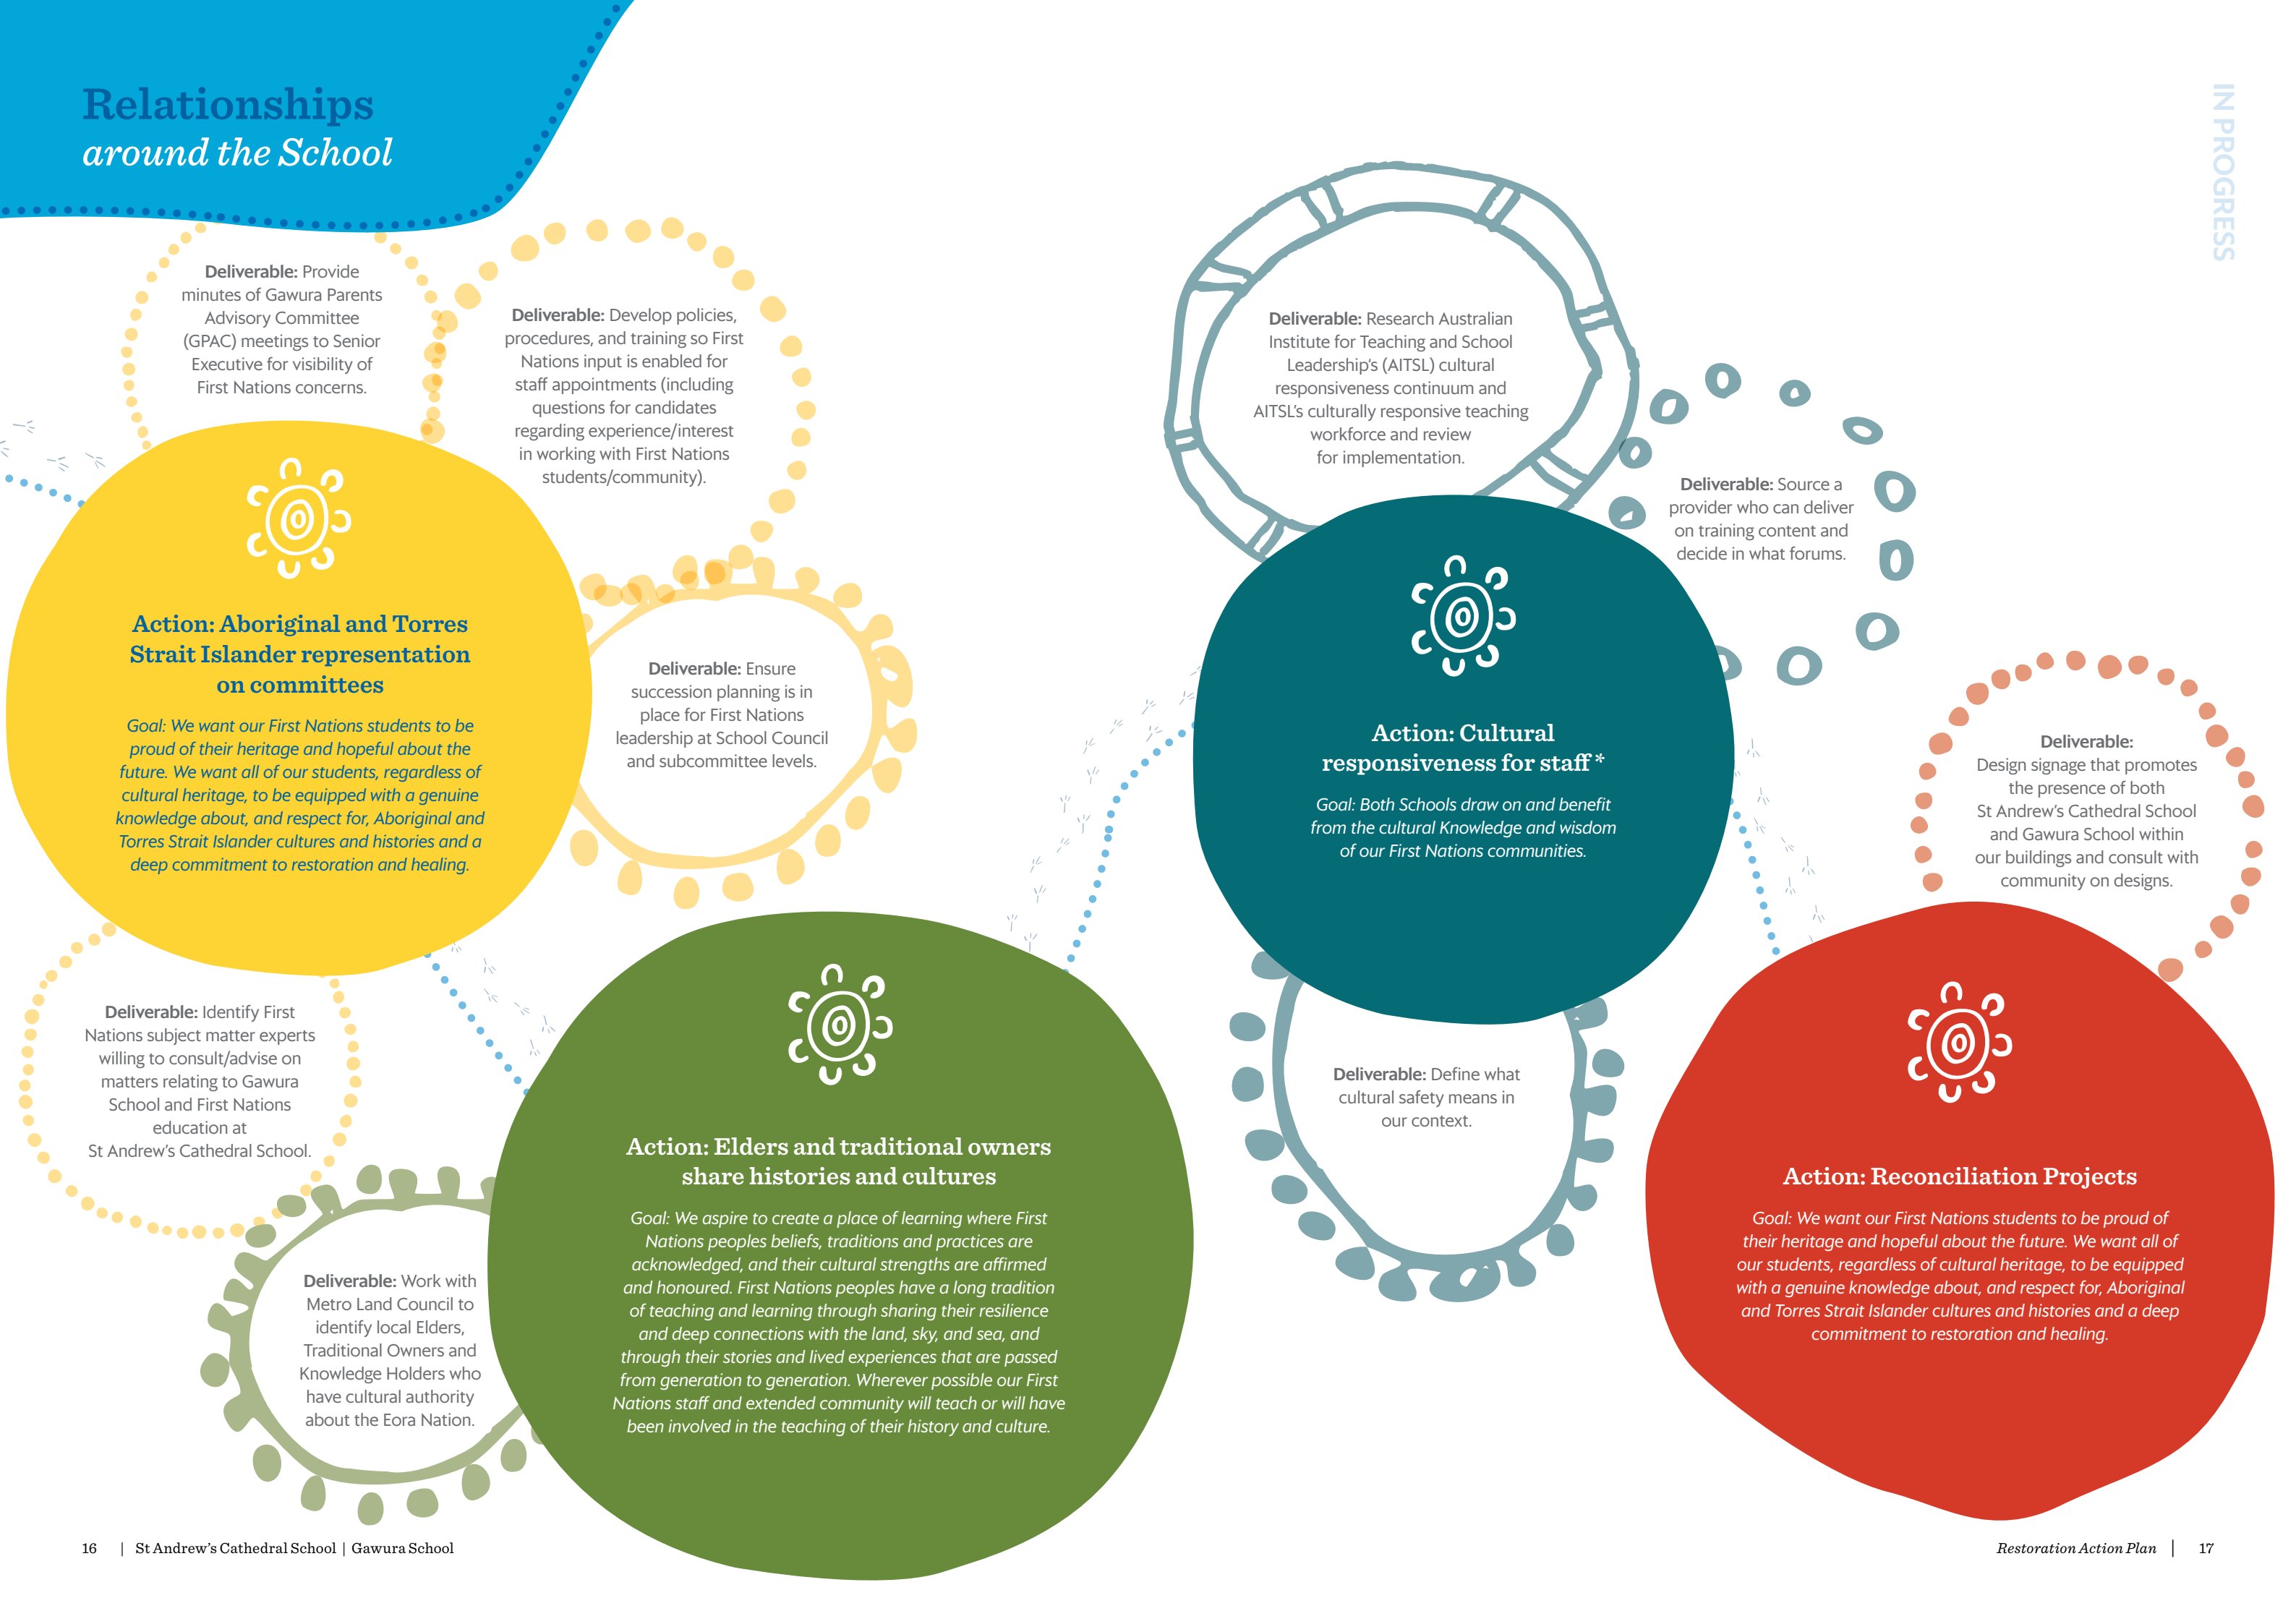 Relationships
around the School
IN PROGRESS
Deliverable: Provide
minutes of Gawura Parents
Advisory Committee
(GPAC) meetings to Senior
Executive for visibility of
First Nations concerns.
Deliverable: Develop policies,
procedures, and training so First
Nations input is enabled for
staff appointments (including
questions for candidates
regarding experience/interest
in working with First Nations
students/community).
Action: Aboriginal and Torres
Strait Islander representation
on committees
Goal: We want our First Nations students to be
proud of their heritage and hopeful about the
future. We want all of our students, regardless of
cultural heritage, to be equipped with a genuine
knowledge about, and respect for, Aboriginal and
Torres Strait Islander cultures and histories and a
deep commitment to restoration and healing.
Deliverable: Ensure
succession planning is in
place for First Nations
leadership at School Council
and subcommittee levels.
Deliverable: Identify First
Nations subject matter experts
willing to consult/advise on
matters relating to Gawura
School and First Nations
education at
St Andrew's Cathedral School.
Deliverable: Work with
Metro Land Council to
identify local Elders,
Traditional Owners and
Knowledge Holders who
have cultural authority
about the Eora Nation.
Action: Elders and traditional owners
share histories and cultures
Goal: We aspire to create a place of learning where First
Nations peoples beliefs, traditions and practices are
acknowledged, and their cultural strengths are affirmed
and honoured. First Nations peoples have a long tradition
of teaching and learning through sharing their resilience
and deep connections with the land, sky, and sea, and
through their stories and lived experiences that are passed
from generation to generation. Wherever possible our First
Nations staff and extended community will teach or will have
been involved in the teaching of their history and culture.
Deliverable: Research Australian
Institute for Teaching and School
Leadership's (AITSL) cultural
responsiveness continuum and
AITSL's culturally responsive teaching
workforce and review
for implementation.
Deliverable: Source a
provider who can deliver
on training content and
decide in what forums.
Action: Cultural
responsiveness for staff*
Goal: Both Schools draw on and benefit
from the cultural Knowledge and wisdom
of our First Nations communities.
Deliverable: Define what
cultural safety means in
our context.
Deliverable:
Design signage that promotes
the presence of both
St Andrew's Cathedral School
and Gawura School within
our buildings and consult with
community on designs.
Action: Reconciliation Projects
Goal: We want our First Nations students to be proud of
their heritage and hopeful about the future. We want all of
our students, regardless of cultural heritage, to be equipped
with a genuine knowledge about, and respect for, Aboriginal
and Torres Strait Islander cultures and histories and a deep
commitment to restoration and healing.
16 | St Andrew's Cathedral School | Gawura School
Restoration Action Plan | 17